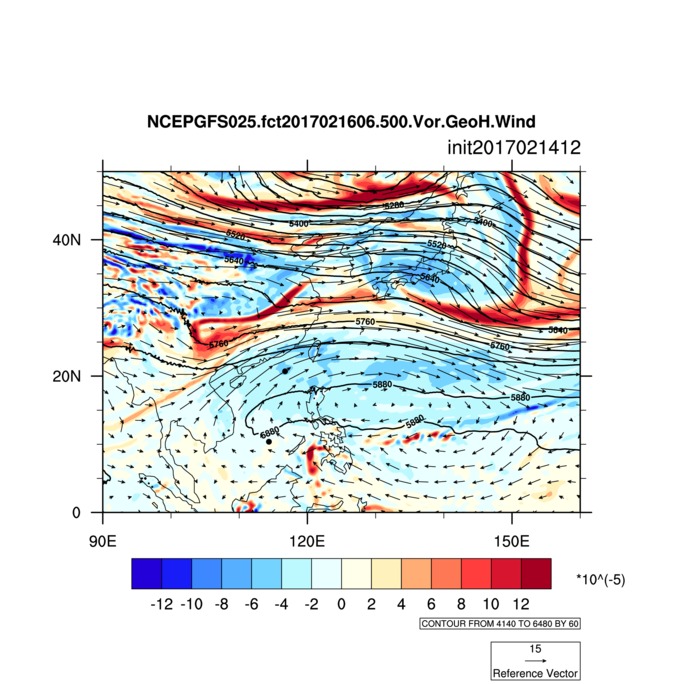 NCEPGFS025.fct2017021606.500.Vor.GeoH.Wind
init2017021412
5280
5400
5400
5520
5520
40N
5640
5640
5760
5640
5760
5760
20N
5880
5880
5880
5880
0
90E 120E 150E
-12 -10 -8 -6 -4 -2 0 2 4 6 8 10 12
*10^(-5)
CONTOUR FROM 4140 TO 6480 BY 60
15
Reference Vector